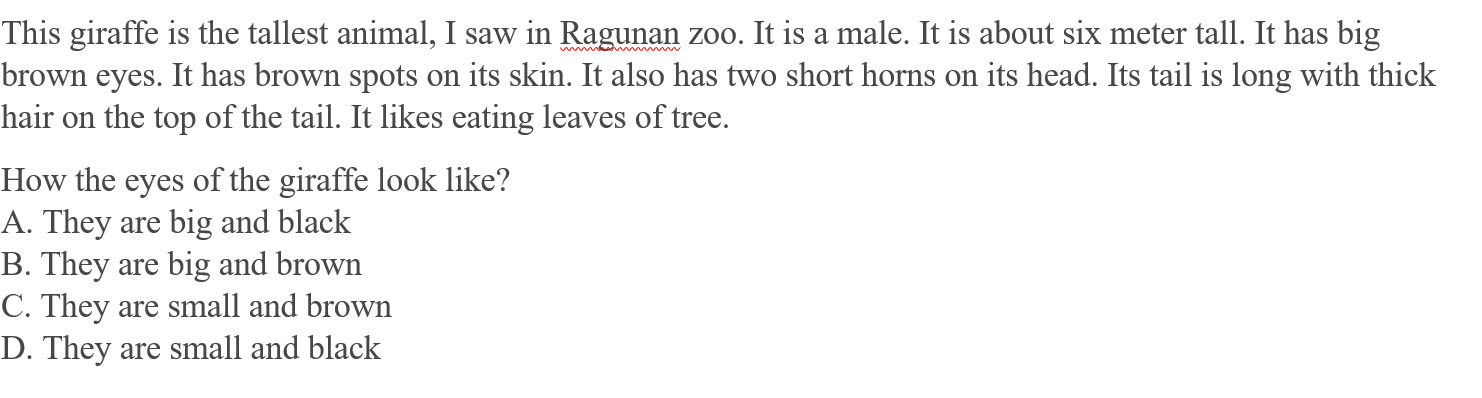 This giraffe is the tallest animal, I saw in Ragunan zoo. It is a male. It is about six meter tall. It has big
brown eyes. It has brown spots on its skin. It also has two short horns on its head. Its tail is long with thick
hair on the top of the tail. It likes eating leaves of tree.
How the eyes of the giraffe look like?
A. They are big and black
B. They are big and brown
C. They are small and brown
D. They are small and black